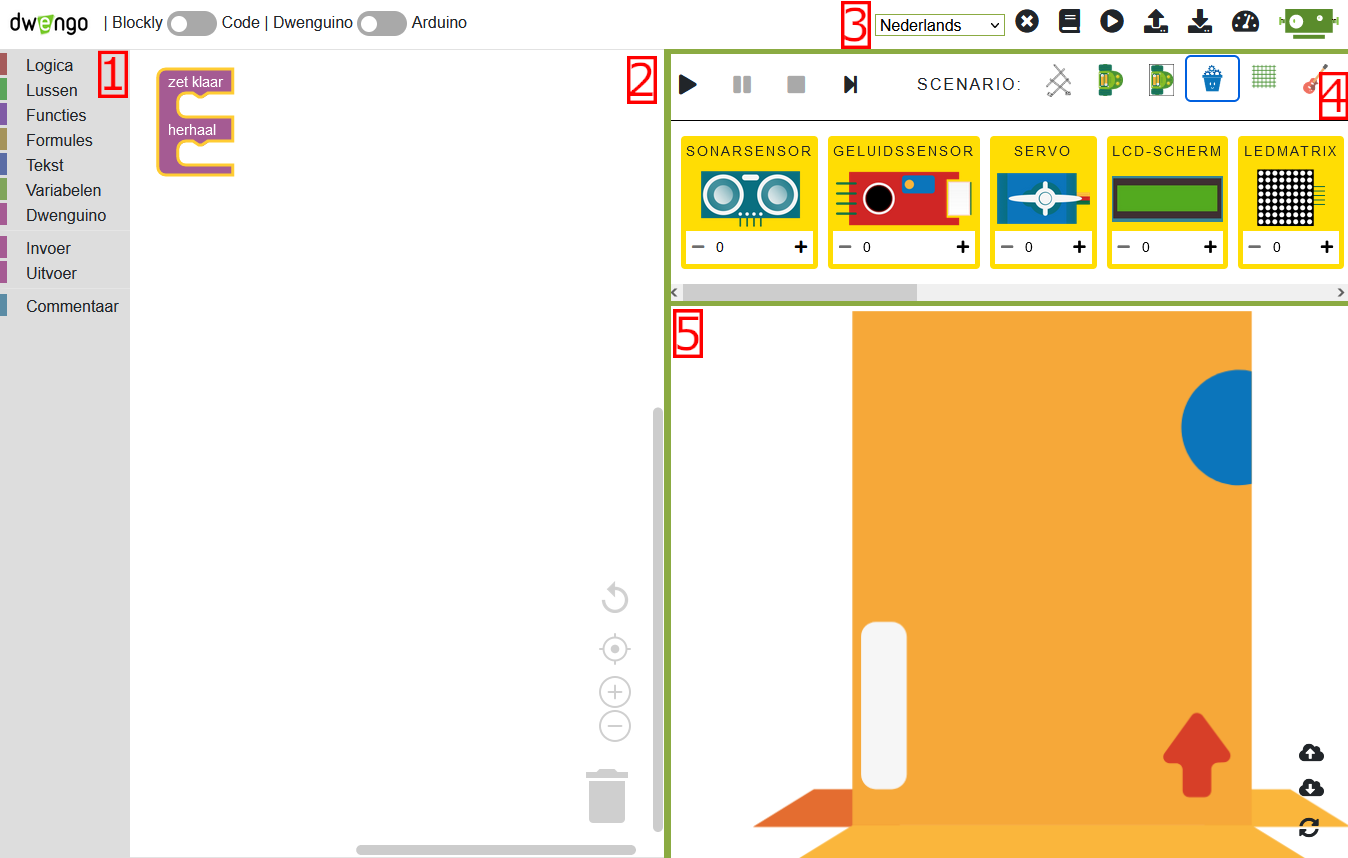 dwengo | Blockly Code | Dwenguino Arduino
3 Nederlands
1
Logica
Lussen
Functies
Formules
Tekst
Variabelen
Dwenguino
Invoer
Uitvoer
Commentaar
2
zet klaar
herhaal
SCENARIO:
4
SONARSENSOR GELUIDSSENSOR SERVO LCD-SCHERM LEDMATRIX
− 0 + − 0 + − 0 + − 0 + − 0 +
5